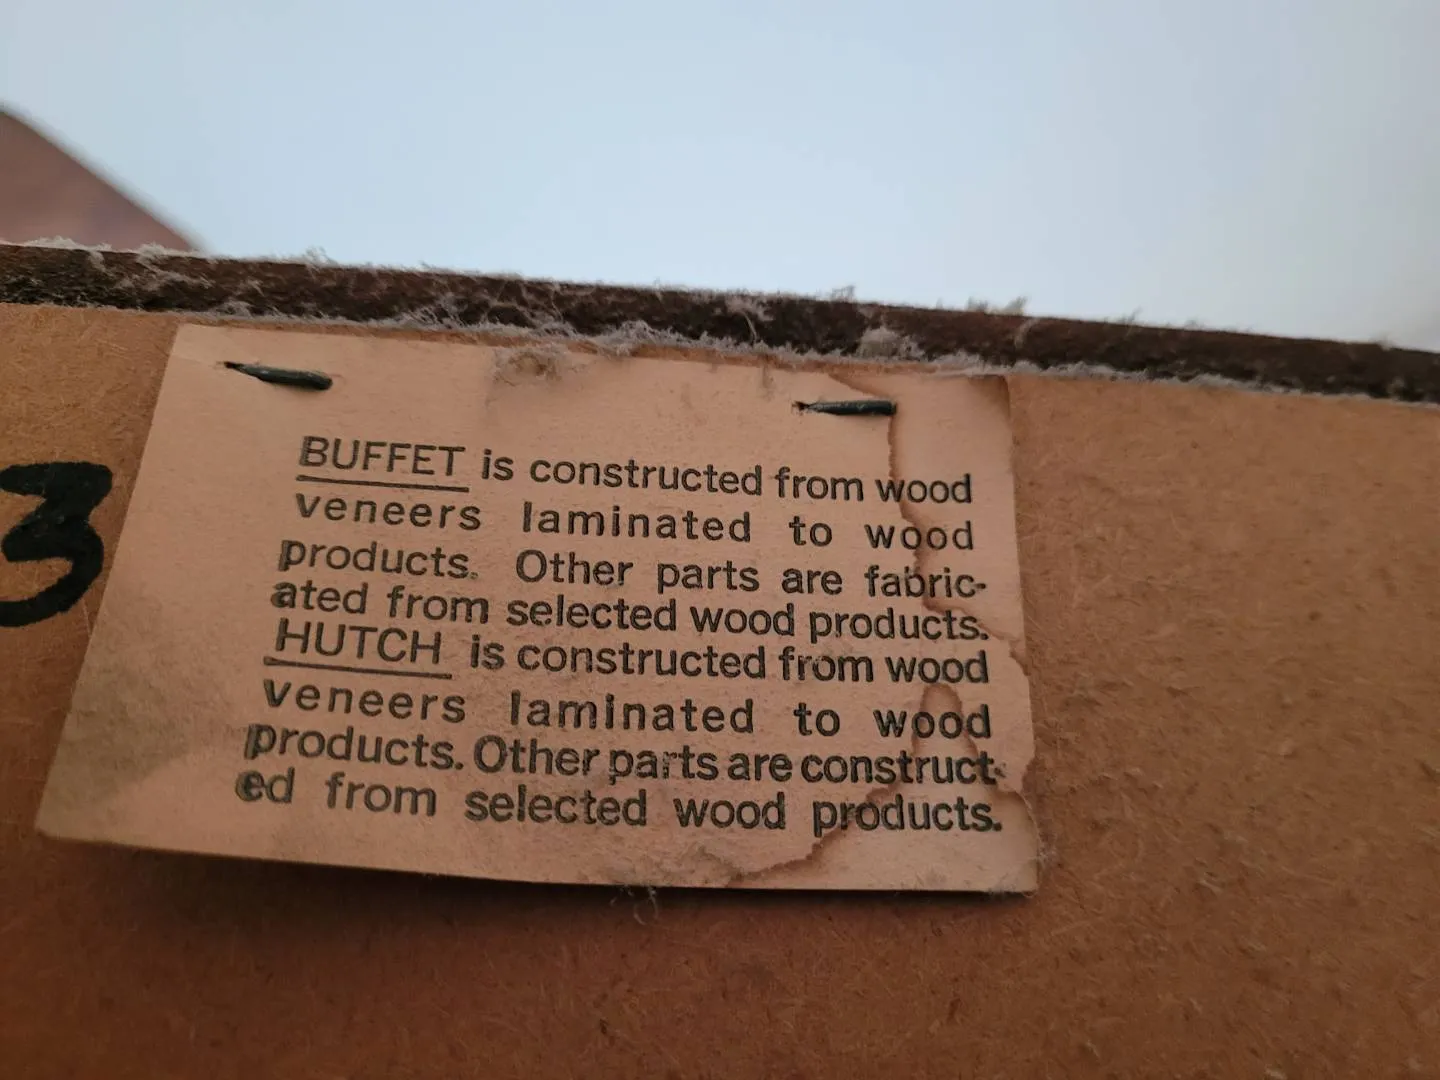 3
BUFFET is constructed from wood
veneers laminated to wood
products. Other parts are fabric-
ated from selected wood products.
HUTCH is constructed from wood
veneers laminated to wood
products. Other parts are construct-
ed from selected wood products.